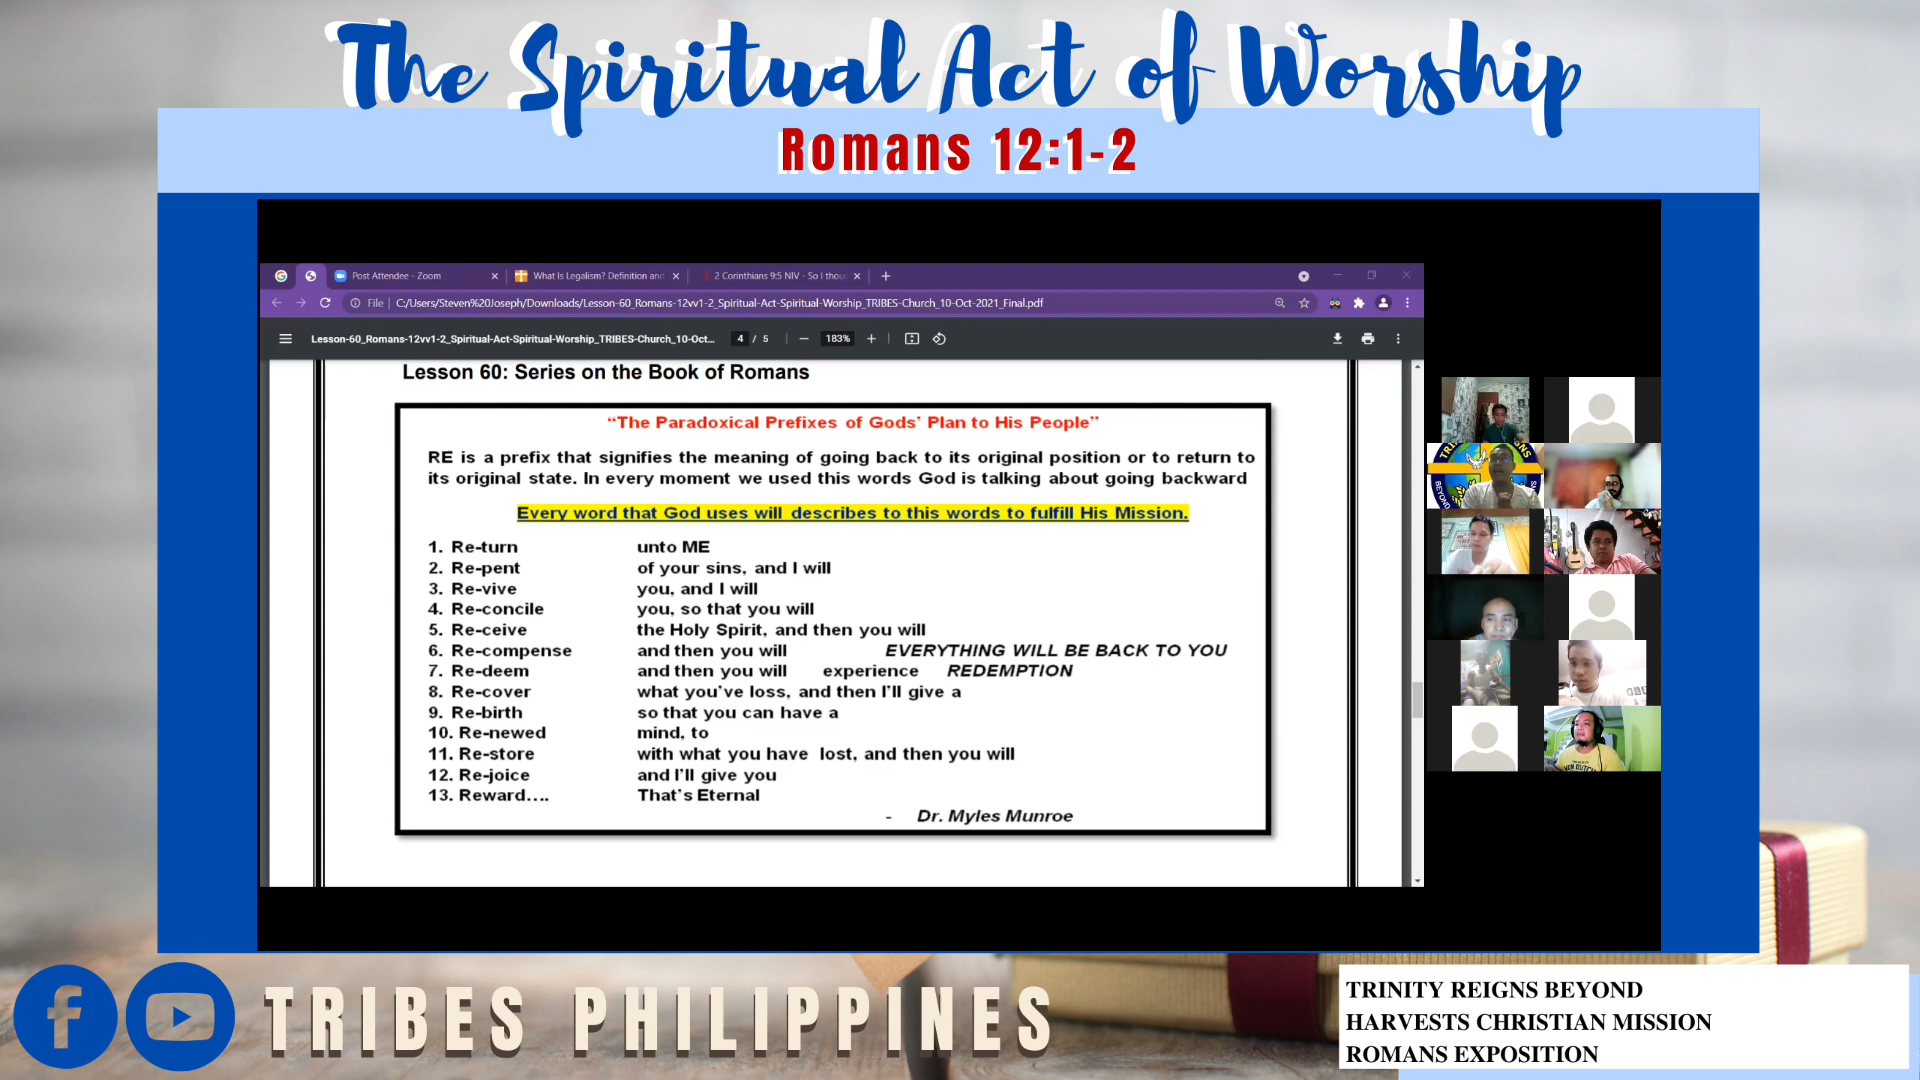 The Spiritual Act of Worship
Romans 12:1-2
Post Attendee - Zoom
What Is Legalism? Definition and
2 Corinthians 9:5 NIV - So I thou
File | C:/Users/Steven%20Joseph/Downloads/Lesson-60_Romans-12vv1-2_Spiritual-Act-Spiritual-Worship_TRIBES-Church_10-Oct-2021_Final.pdf
Lesson-60_Romans-12vv1-2_Spiritual-Act-Spiritual-Worship_TRIBES-Church_10-Oct... 4 / 5 183%
Lesson 60: Series on the Book of Romans
“The Paradoxical Prefixes of Gods’ Plan to His People”
RE is a prefix that signifies the meaning of going back to its original position or to return to
its original state. In every moment we used this words God is talking about going backward
Every word that God uses will describes to this words to fulfill His Mission.
1. Re-turn unto ME
2. Re-pent of your sins, and I will
3. Re-vive you, and I will
4. Re-concile you, so that you will
5. Re-ceive the Holy Spirit, and then you will
6. Re-compense and then you will EVERYTHING WILL BE BACK TO YOU
7. Re-deem and then you will experience REDEMPTION
8. Re-cover what you've loss, and then I'll give a
9. Re-birth so that you can have a
10. Re-newed mind, to
11. Re-store with what you have lost, and then you will
12. Re-joice and I'll give you
13. Reward.... That's Eternal
- Dr. Myles Munroe
TRIBES PHILIPPINES
TRINITY REIGNS BEYOND
HARVESTS CHRISTIAN MISSION
ROMANS EXPOSITION